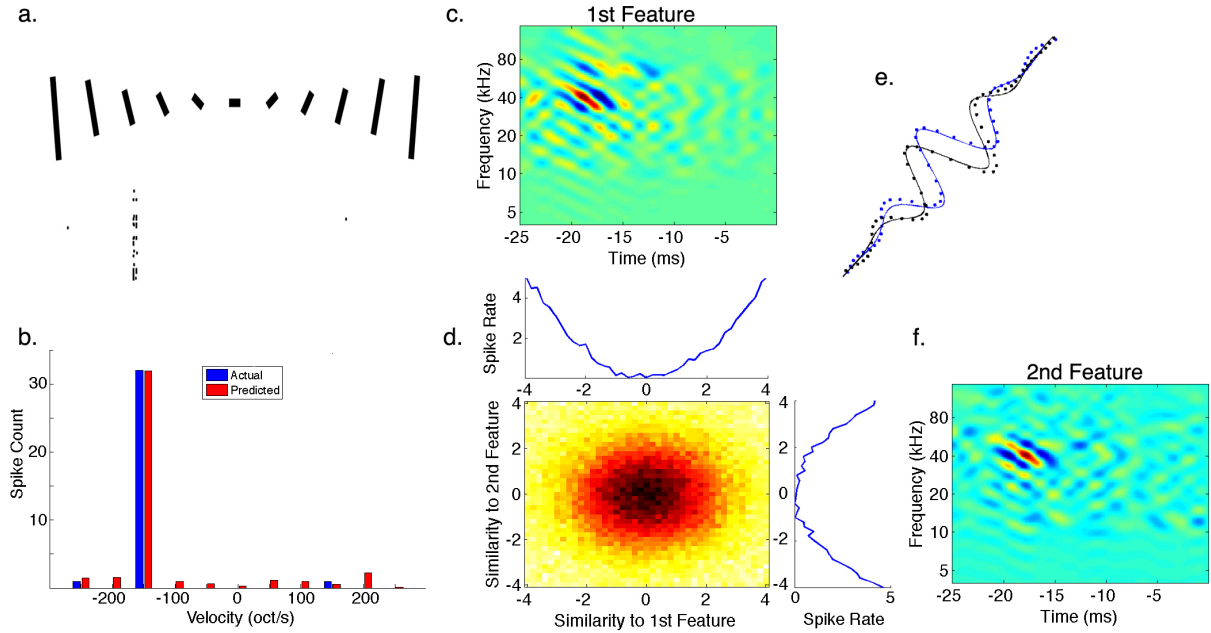 a.
b.
Spike Count
30
20
10
Actual
Predicted
-200
-100
0
100
200
Velocity (oct/s)
c.
1st Feature
Frequency (kHz)
80
40
20
10
5
-25
-20
-15
-10
-5
0
Time (ms)
d.
Spike Rate
4
2
-4
-2
0
2
4
Similarity to 2nd Feature
4
2
0
-2
-4
-4
-2
0
2
4
Similarity to 1st Feature
4
2
0
-2
-4
0
5
Spike Rate
e.
f.
2nd Feature
Frequency (kHz)
80
40
20
10
5
-25
-20
-15
-10
-5
0
Time (ms)